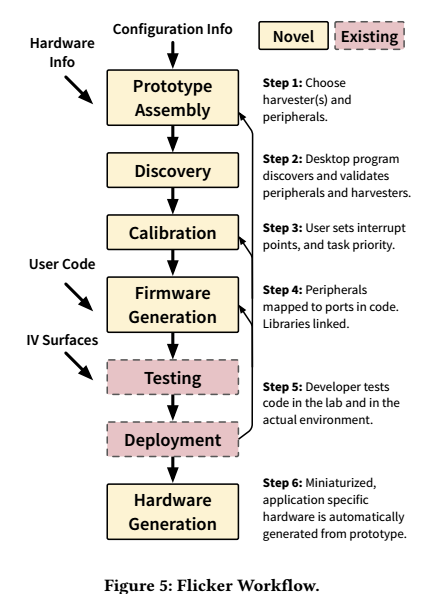 Configuration Info
Novel
Existing
Hardware
Info
Prototype
Assembly
Step 1: Choose
harvester(s) and
peripherals.
Discovery
Step 2: Desktop program
discovers and validates
peripherals and harvesters.
Calibration
Step 3: User sets interrupt
points, and task priority.
User Code
Firmware
Generation
Step 4: Peripherals
mapped to ports in code.
Libraries linked.
IV Surfaces
Testing
Deployment
Step 5: Developer tests
code in the lab and in the
actual environment.
Hardware
Generation
Step 6: Miniaturized,
application specific
hardware is automatically
generated from prototype.
Figure 5: Flicker Workflow.